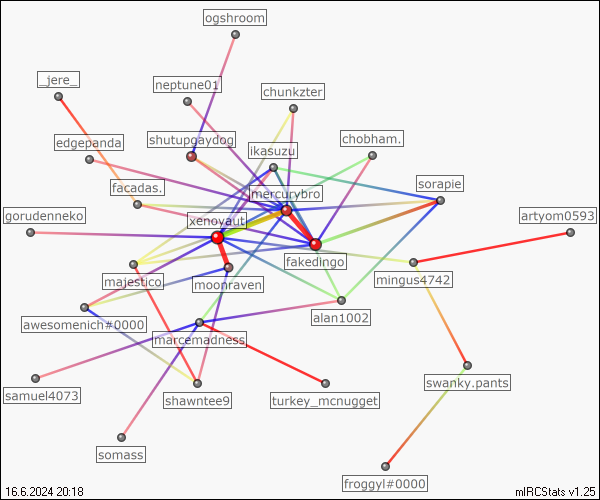 ogshroom
_jere_
neptune01
chunkzter
edgepanda
shutupgaydog
ikasuzu
chobham.
facadas.
mercurybro
sorapie
gorudenneko
xenoyaut
artyom0593
fakedingo
majestico.
moonraven
mingus4742
awesomenich#0000
alan1002
marcemadness
samuel4073
shawntee9
turkey_mcnugget
swanky.pants
somass
froggyl#0000
16.6.2024 20:18
mIRCStats v1.25